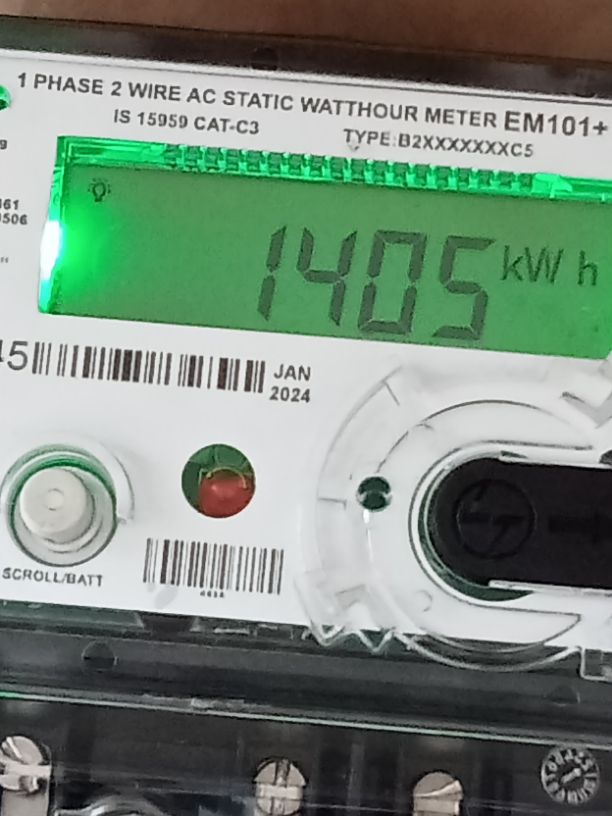 1 PHASE 2 WIRE AC STATIC WATTHOUR METER EM101+
IS 15959 CAT-C3
TYPE:B2XXXXXXXC5
1405 kWh
JAN
2024
SCROLL/BATT